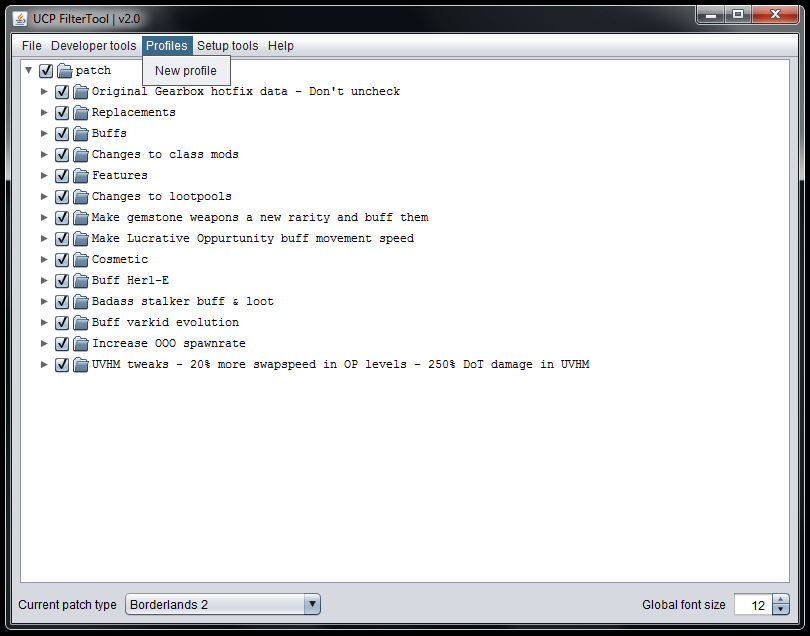 UCP FilterTool | v2.0
File Developer tools Profiles Setup tools Help
New profile
patch
Original Gearbox hotfix data - Don't uncheck
Replacements
Buffs
Changes to class mods
Features
Changes to lootpools
Make gemstone weapons a new rarity and buff them
Make Lucrative Oppurtunity buff movement speed
Cosmetic
Buff Herl-E
Badass stalker buff & loot
Buff varkid evolution
Increase OOO spawnrate
UVHM tweaks - 20% more swapspeed in OP levels - 250% DoT damage in UVHM
Current patch type Borderlands 2 Global font size 12